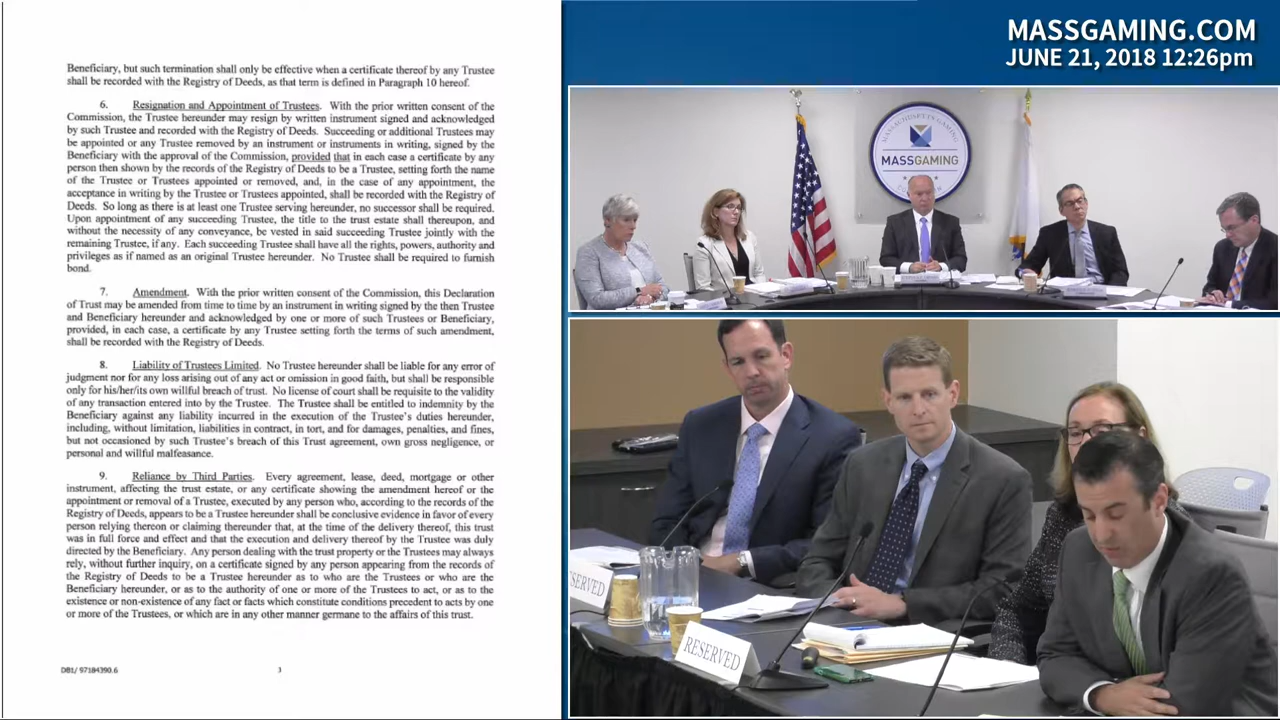 Beneficiary, but such termination shall only be effective when a certificate thereof by any Trustee
shall be recorded with the Registry of Deeds, as that term is defined in Paragraph 10 hereof.
6. Resignation and Appointment of Trustees. With the prior written consent of the
Commission, the Trustee hereunder may resign by written instrument signed and acknowledged
by such Trustee and recorded with the Registry of Deeds. Succeeding or additional Trustees may
be appointed or any Trustee removed by an instrument or instruments in writing, signed by the
Beneficiary with the approval of the Commission, provided that in each case a certificate by any
person then shown by the records of the Registry of Deeds to be a Trustee, setting forth the name
of the Trustee or Trustees appointed or removed, and, in the case of any appointment, the
acceptance in writing by the Trustee or Trustees appointed, shall be recorded with the Registry of
Deeds. So long as there is at least one Trustee serving hereunder, no successor shall be required.
Upon appointment of any succeeding Trustee, the title to the trust estate shall thereupon, and
without the necessity of any conveyance, be vested in said succeeding Trustee jointly with the
remaining Trustee, if any. Each succeeding Trustee shall have all the rights, powers, authority and
privileges as if named as an original Trustee hereunder. No Trustee shall be required to furnish
bond.
7. Amendment. With the prior written consent of the Commission, this Declaration
of Trust may be amended from time to time by an instrument in writing signed by the then Trustee
and Beneficiary hereunder and acknowledged by one or more of such Trustees or Beneficiary,
provided, in each case, a certificate by any Trustee setting forth the terms of such amendment,
shall be recorded with the Registry of Deeds.
8. Liability of Trustees Limited. No Trustee hereunder shall be liable for any error of
judgment nor for any loss arising out of any act or omission in good faith, but shall be responsible
only for his/her/its own willful breach of trust. No license of court shall be requisite to the validity
of any transaction entered into by the Trustee. The Trustee shall be entitled to indemnity by the
Beneficiary against any liability incurred in the execution of the Trustee's duties hereunder,
including, without limitation, liabilities in contract, in tort, and for damages, penalties, and fines,
but not occasioned by such Trustee's breach of this Trust agreement, own gross negligence, or
personal and willful malfeasance.
9. Reliance by Third Parties. Every agreement, lease, deed, mortgage or other
instrument, affecting the trust estate, or any certificate showing the amendment hereof or the
appointment or removal of a Trustee, executed by any person who, according to the records of the
Registry of Deeds, appears to be a Trustee hereunder shall be conclusive evidence in favor of every
person relying thereon or claiming thereunder that, at the time of the delivery thereof, this trust
was in full force and effect and that the execution and delivery thereof by the Trustee was duly
directed by the Beneficiary. Any person dealing with the trust property or the Trustees may always
rely, without further inquiry, on a certificate signed by any person appearing from the records of
the Registry of Deeds to be a Trustee hereunder as to who are the Trustees or who are the
Beneficiary hereunder, or as to the authority of one or more of the Trustees to act, or as to the
existence or non-existence of any fact or facts which constitute conditions precedent to acts by one
or more of the Trustees, or which are in any other manner germane to the affairs of this trust.
DB1/ 97184390.6
3
MASSGAMING.COM
JUNE 21, 2018 12:26pm
MASSACHUSETTS GAMING
MASSGAMING
RESERVED
RESERVED